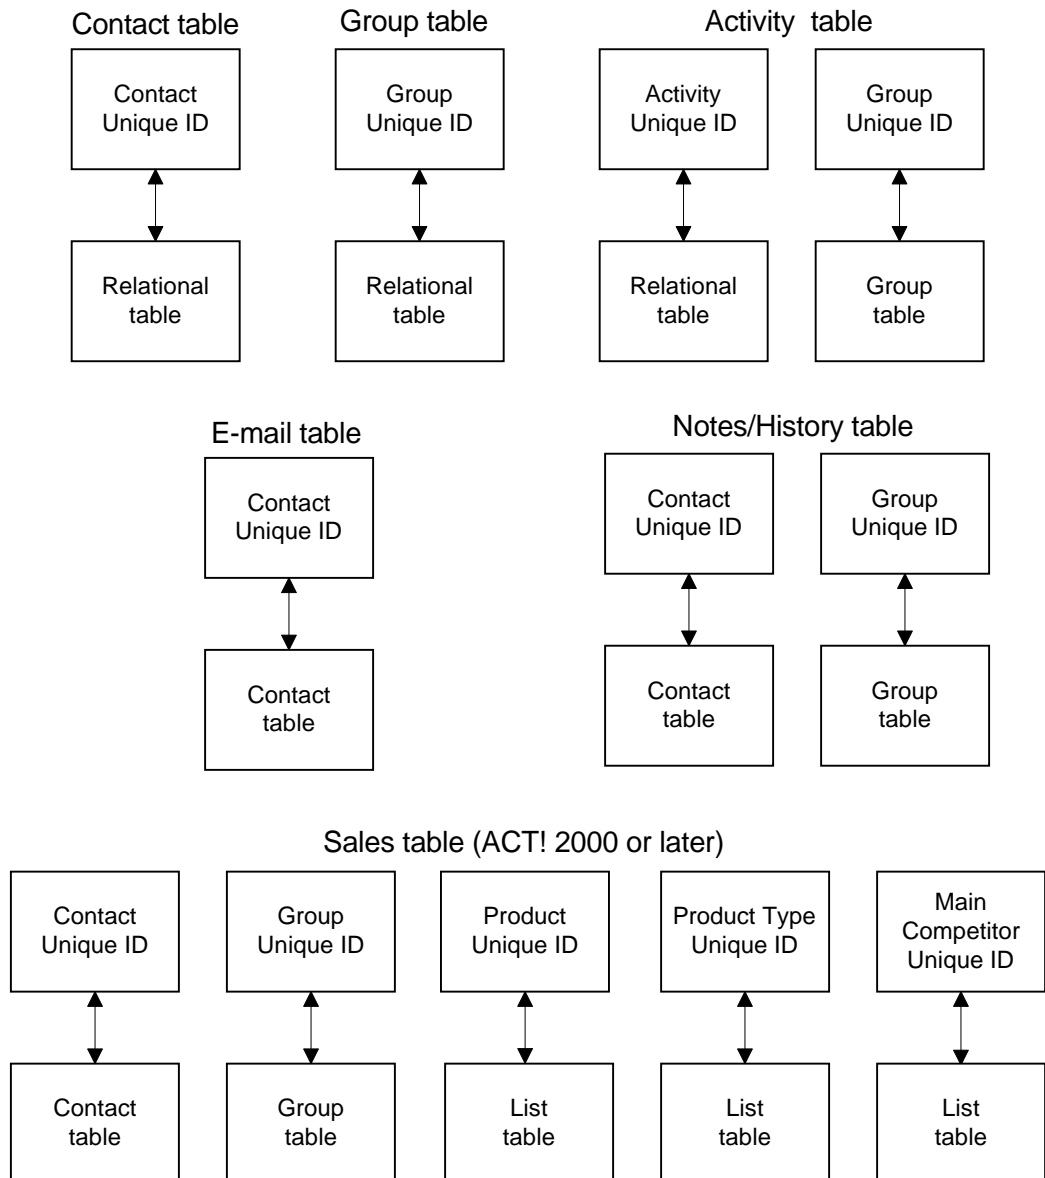 Contact table
Contact
Unique ID
Relational
table
Group table
Group
Unique ID
Relational
table
Activity table
Activity
Unique ID
Relational
table
Group
Unique ID
Group
table
E-mail table
Contact
Unique ID
Contact
table
Notes/History table
Contact
Unique ID
Contact
table
Group
Unique ID
Group
table
Sales table (ACT! 2000 or later)
Contact
Unique ID
Contact
table
Group
Unique ID
Group
table
Product
Unique ID
List
table
Product Type
Unique ID
List
table
Main
Competitor
Unique ID
List
table